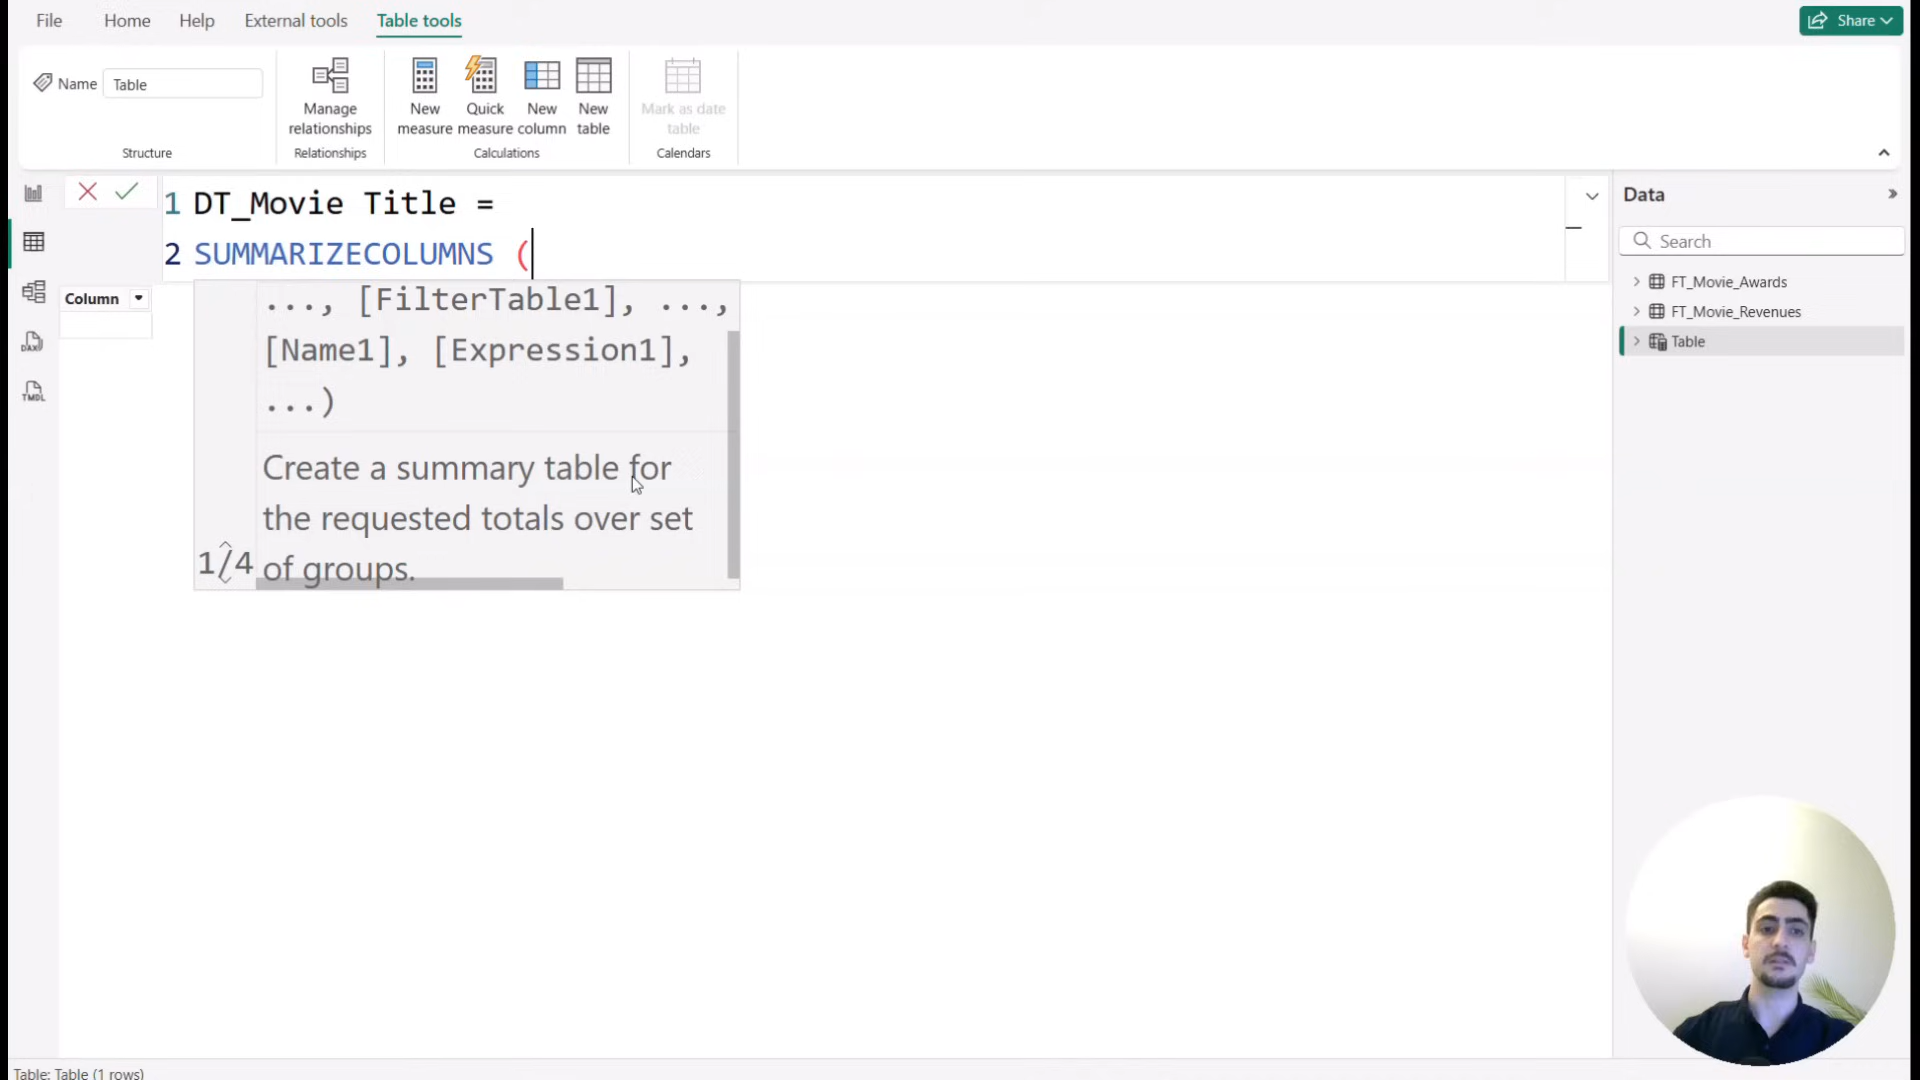 File Home Help External tools Table tools Share
Name Table
Manage relationships
New measure
Quick measure
New column
New table
Mark as date table
Structure Relationships Calculations Calendars
1 DT_Movie Title =
2 SUMMARIZECOLUMNS (
..., [FilterTable1], ...,
[Name1], [Expression1],
...)
Create a summary table for
the requested totals over set
1/4 of groups.
Column
DAX
TMDL
Data
Search
FT_Movie_Awards
FT_Movie_Revenues
Table
Table: Table (1 rows)